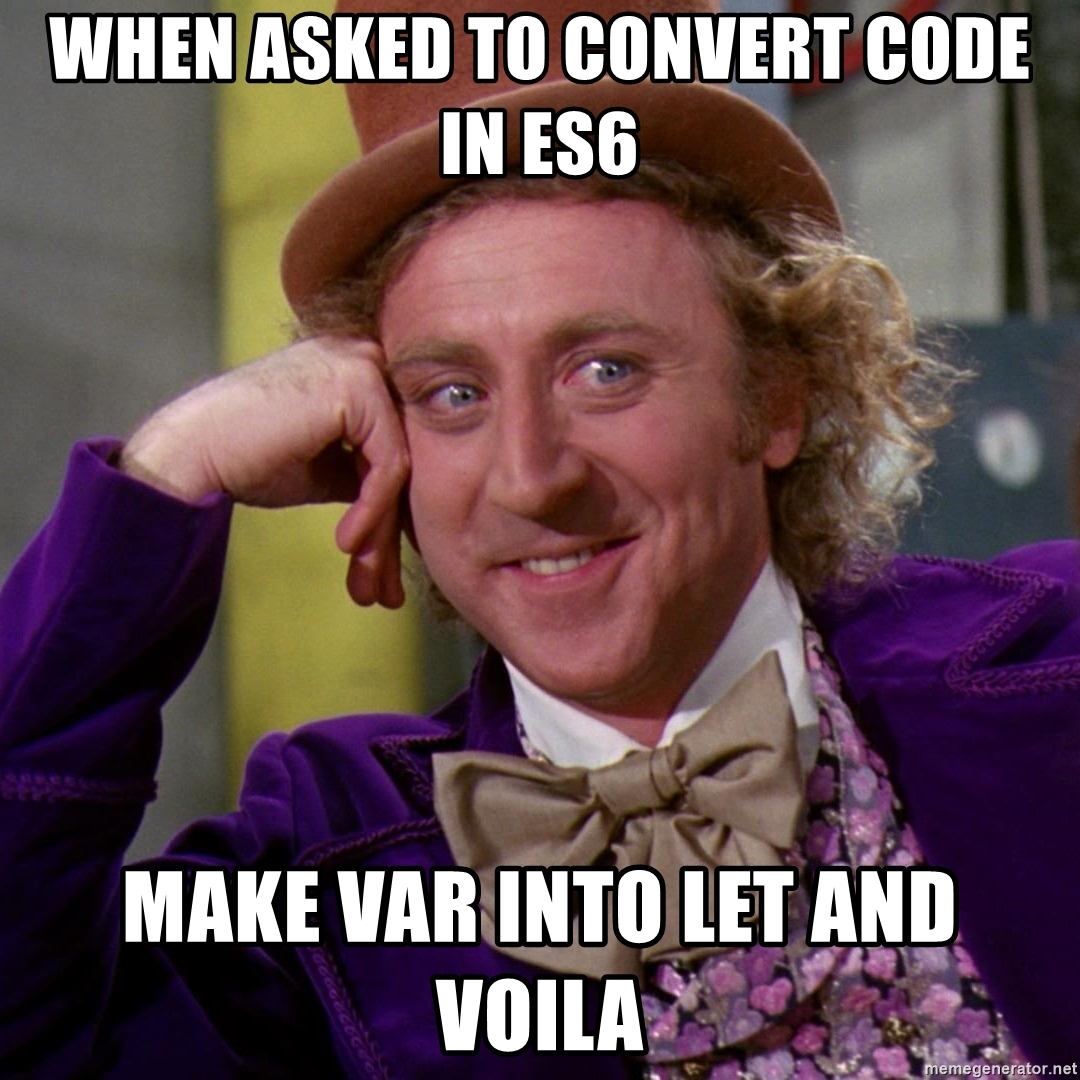 WHEN ASKED TO CONVERT CODE
IN ES6
MAKE VAR INTO LET AND
VOILA
memegenerator.net